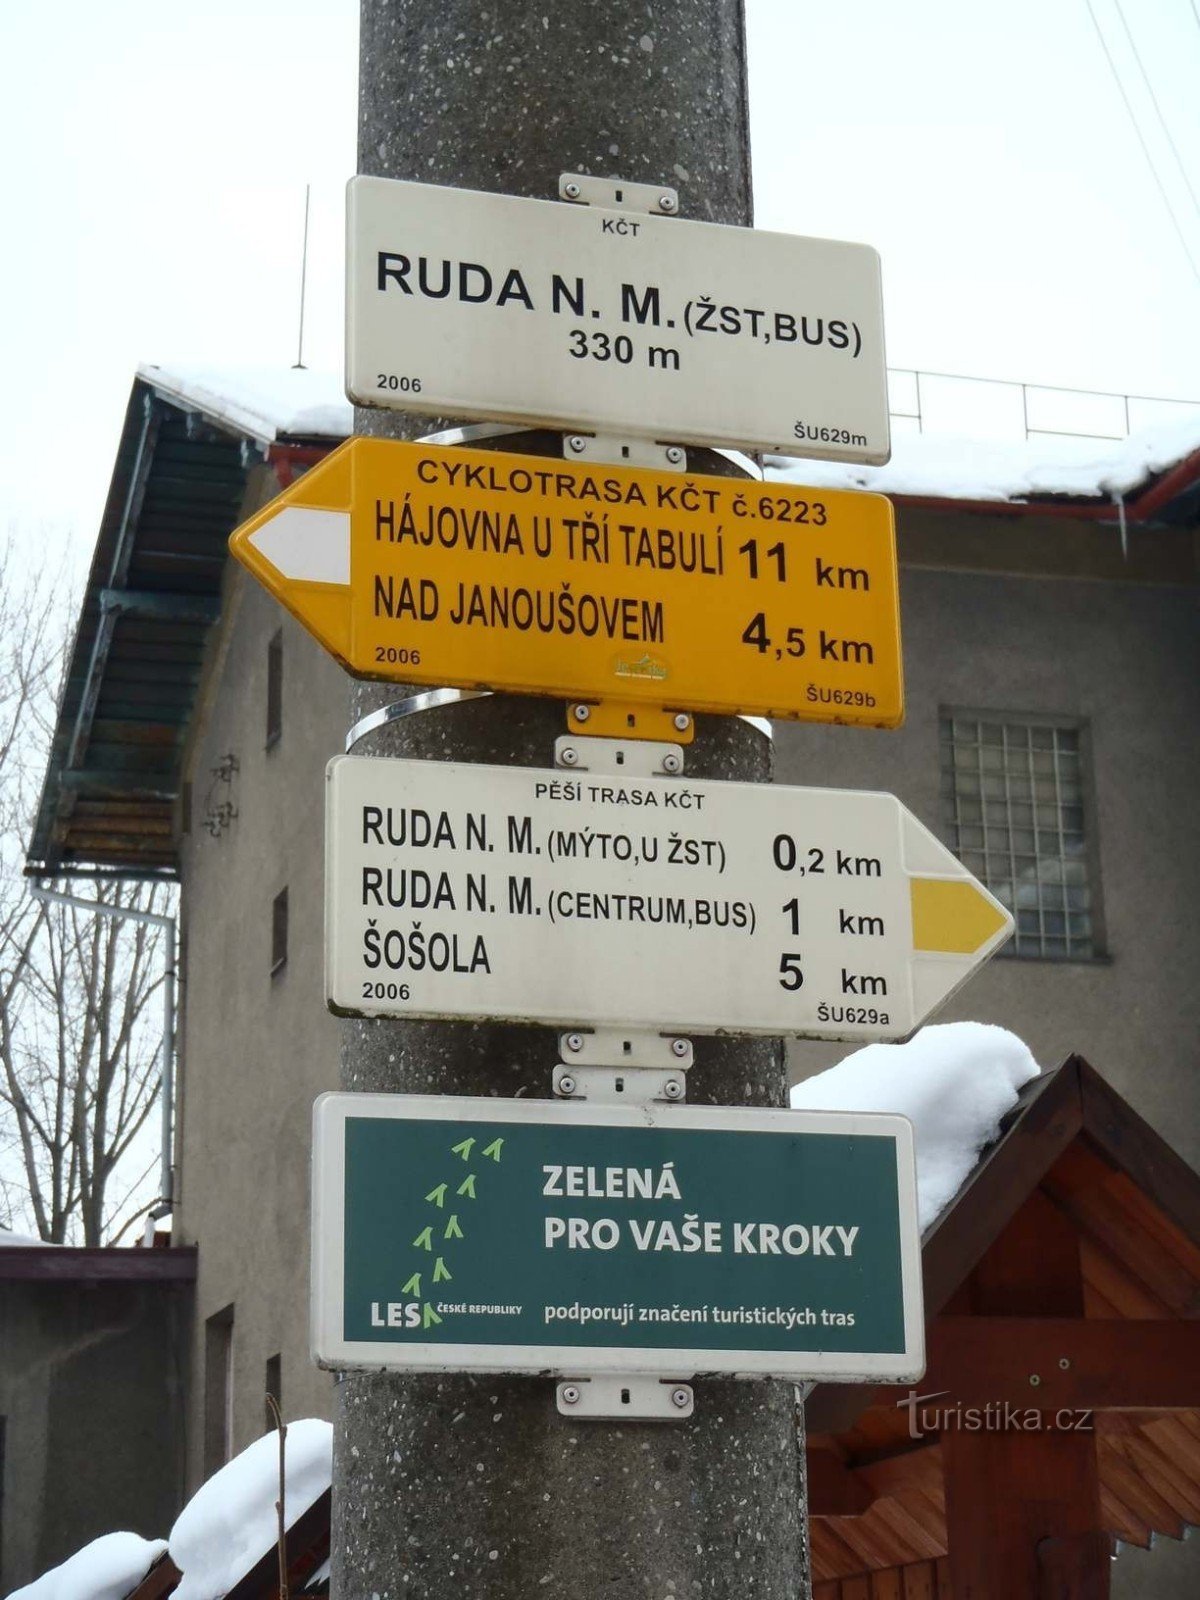 KČT
RUDA N. M. (ŽST,BUS)
330 m
2006 ŠU629m
CYKLOTRASA KČT č.6223
HÁJOVNA U TŘÍ TABULÍ 11 km
NAD JANOUŠOVEM 4,5 km
2006 ŠU629b
PĚŠÍ TRASA KČT
RUDA N. M. (MÝTO,U ŽST) 0,2 km
RUDA N. M. (CENTRUM,BUS) 1 km
ŠOŠOLA 5 km
2006 ŠU629a
ZELENÁ
PRO VAŠE KROKY
LESY ČESKÉ REPUBLIKY podporují značení turistických tras
Turistika.cz